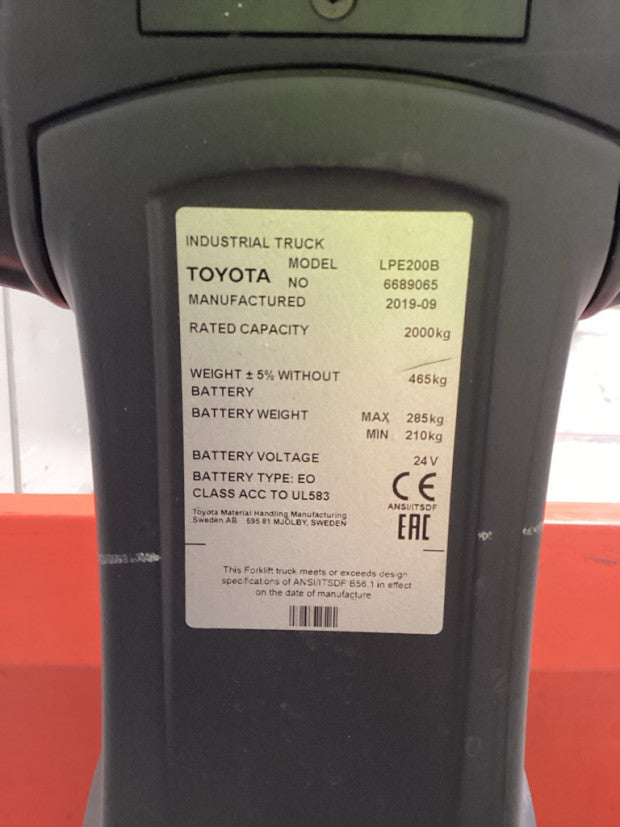 INDUSTRIAL TRUCK
TOYOTA MODEL LPE200B
NO 6689065
MANUFACTURED 2019-09
RATED CAPACITY 2000kg
WEIGHT ± 5% WITHOUT 465kg
BATTERY
BATTERY WEIGHT MAX 285kg
MIN 210kg
BATTERY VOLTAGE 24V
BATTERY TYPE: EO
CLASS ACC TO UL583
CE
ANSI/ITSDF
EAC
Toyota Material Handling Manufacturing
Sweden AB 595 81 MJÖLBY, SWEDEN
This Forklift truck meets or exceeds design
specifications of ANSI/ITSDF B56.1 in effect
on the date of manufacture